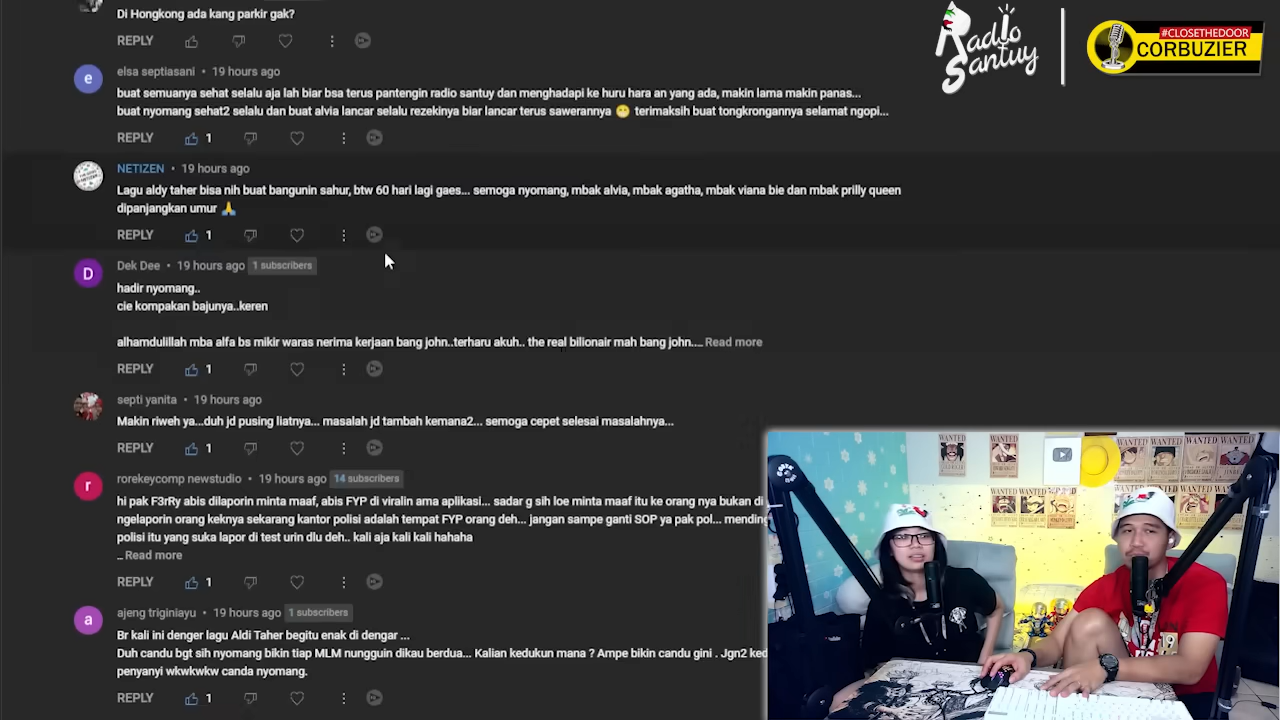 Di Hongkong ada kang parkir gak?
REPLY
Radio
Santuy
#CLOSETHEDOOR
CORBUZIER
e
elsa septiasani • 19 hours ago
buat semuanya sehat selalu aja lah biar bsa terus pantengin radio santuy dan menghadapi ke huru hara an yang ada, makin lama makin panas...
buat nyomang sehat2 selalu dan buat alvia lancar selalu rezekinya biar lancar terus sawerannya 😁 terimaksih buat tongkrongannya selamat ngopi...
REPLY 1
NETIZEN • 19 hours ago
Lagu aldy taher bisa nih buat bangunin sahur, btw 60 hari lagi gaes... semoga nyomang, mbak alvia, mbak agatha, mbak viana bie dan mbak prilly queen
dipanjangkan umur 🙏
REPLY 1
D
Dek Dee • 19 hours ago 1 subscribers
hadir nyomang..
cie kompakan bajunya..keren
alhamdulillah mba alfa bs mikir waras nerima kerjaan bang john..terharu akuh.. the real bilionair mah bang john..... Read more
REPLY 1
septi yanita • 19 hours ago
Makin riweh ya...duh jd pusing liatnya... masalah jd tambah kemana2... semoga cepet selesai masalahnya...
REPLY 1
r
rorekeycomp newstudio • 19 hours ago 14 subscribers
hi pak F3rRy abis dilaporin minta maaf, abis FYP di viralin ama aplikasi... sadar g sih loe minta maaf itu ke orang nya bukan di
ngelaporin orang keknya sekarang kantor polisi adalah tempat FYP orang deh... jangan sampe ganti SOP ya pak pol... mending
polisi itu yang suka lapor di test urin dlu deh.. kali aja kali kali hahaha
... Read more
REPLY 1
a
ajeng triginiayu • 19 hours ago 1 subscribers
Br kali ini denger lagu Aldi Taher begitu enak di dengar ...
Duh candu bgt sih nyomang bikin tiap MLM nungguin dikau berdua... Kalian kedukun mana ? Ampe bikin candu gini . Jgn2 ked
penyanyi wkwkwkw canda nyomang.
REPLY 1
WANTED
WANTED
WANTED
WANTED
WANTED
WANTED
WANTED
WANTED
WANTED